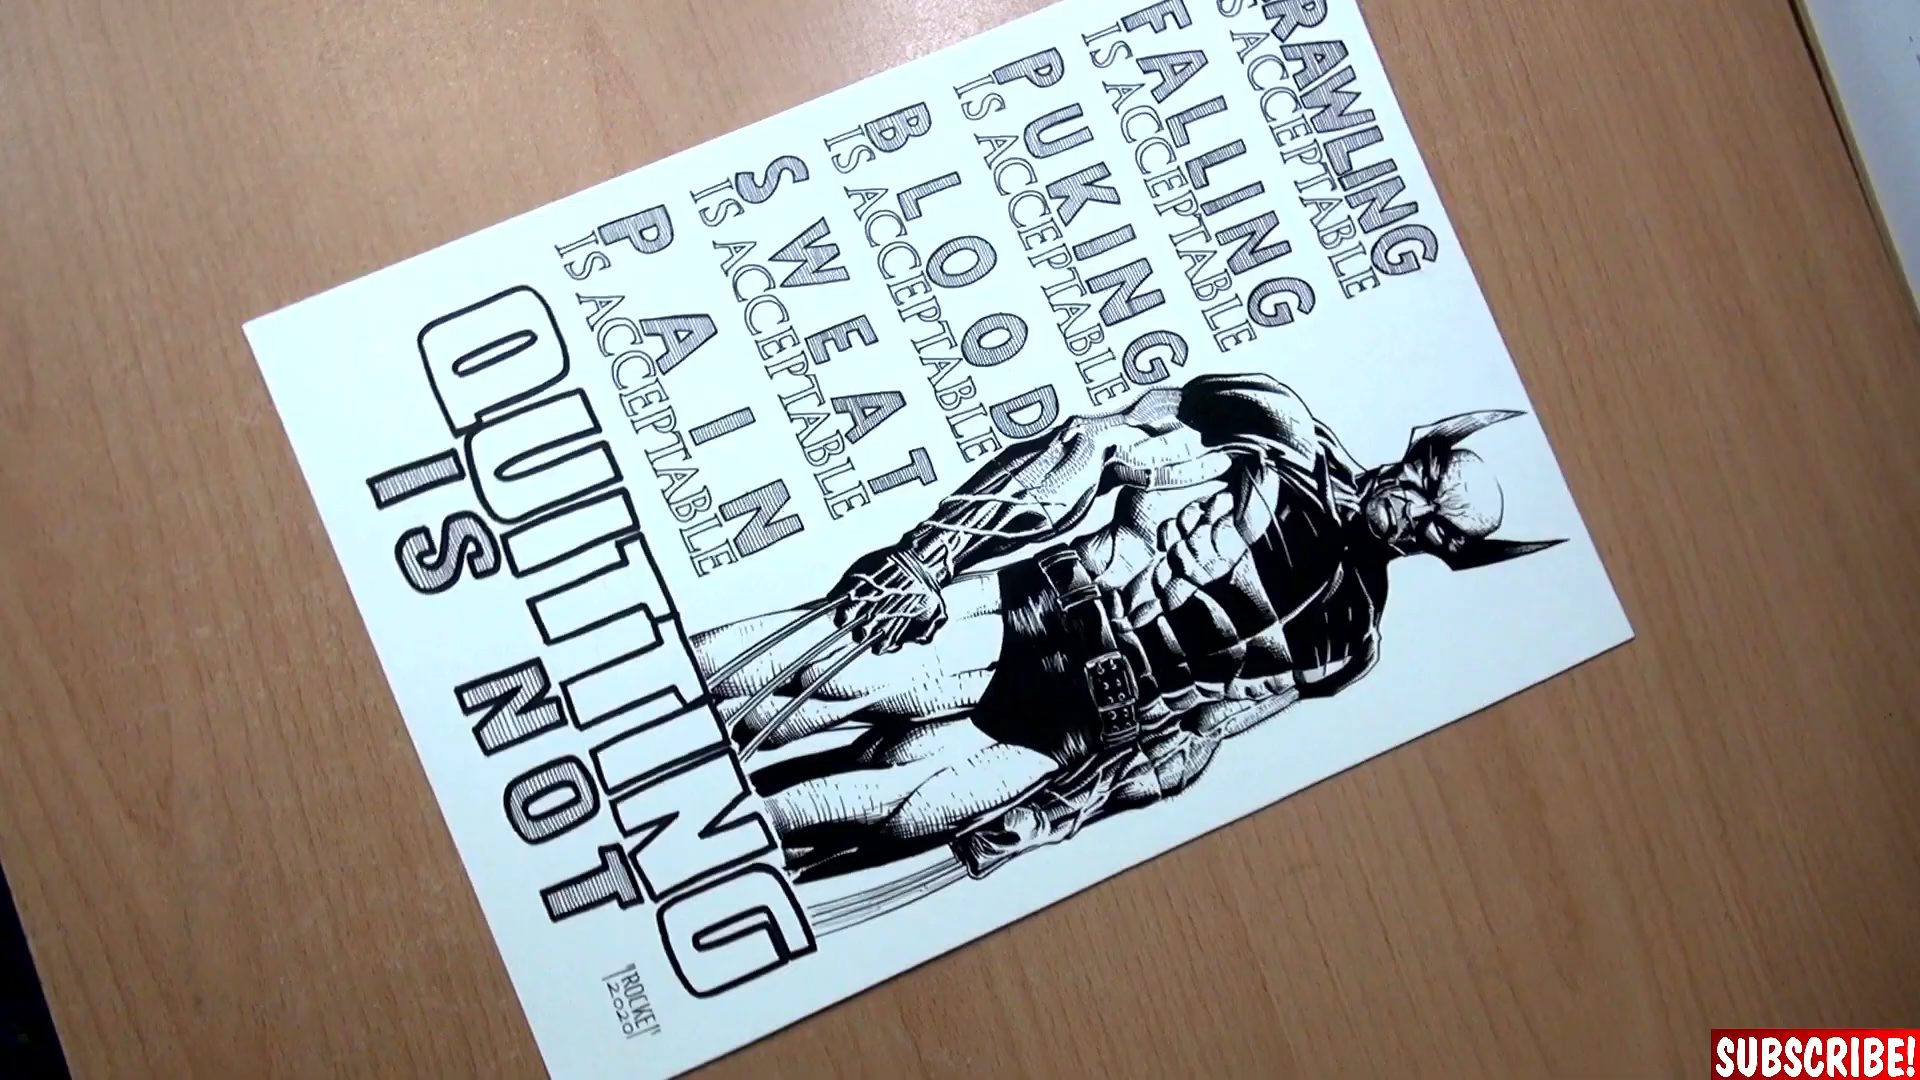 RAWLING
IS ACCEPTABLE
FALLING
IS ACCEPTABLE
PUKING
IS ACCEPTABLE
BLOOD
IS ACCEPTABLE
SWEAT
IS ACCEPTABLE
PAIN
IS ACCEPTABLE
QUITTING
IS NOT
"ROCKET"
2020
SUBSCRIBE!